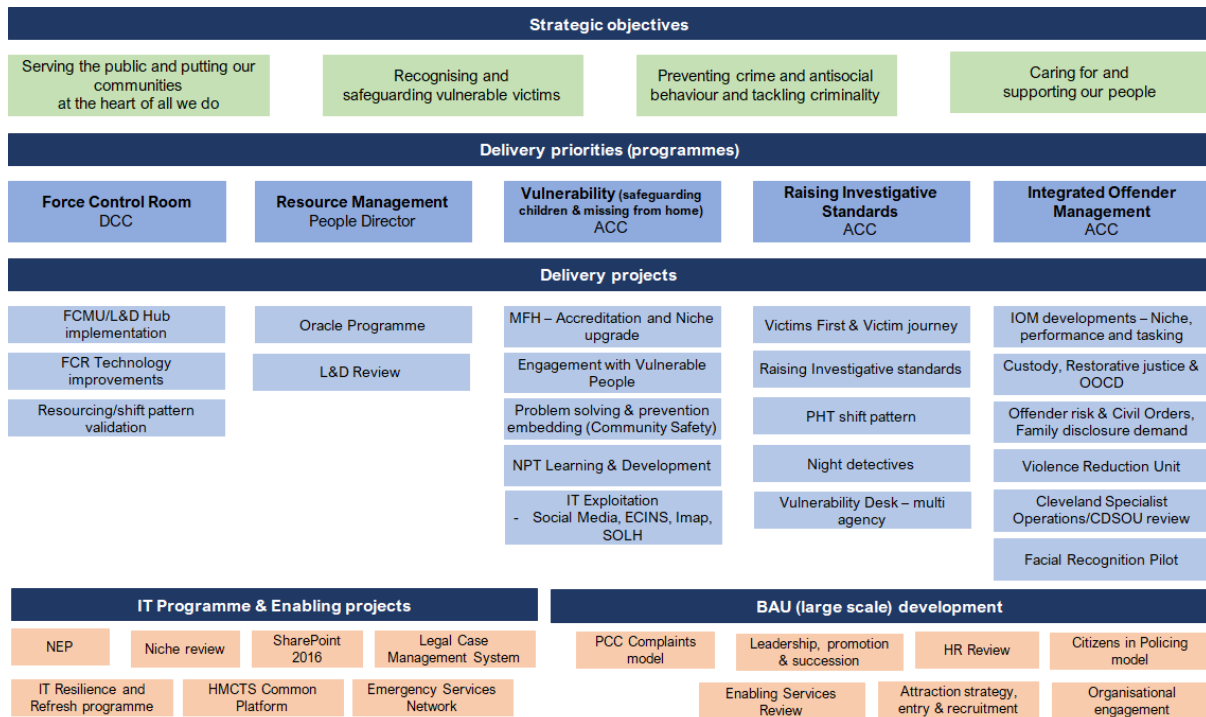 Strategic objectives
Serving the public and putting our
communities
at the heart of all we do
Recognising and
safeguarding vulnerable victims
Preventing crime and antisocial
behaviour and tackling criminality
Caring for and
supporting our people
Delivery priorities (programmes)
Force Control Room
DCC
Resource Management
People Director
Vulnerability (safeguarding
children & missing from home)
ACC
Raising Investigative
Standards
ACC
Integrated Offender
Management
ACC
Delivery projects
FCMU/L&D Hub
implementation
FCR Technology
improvements
Resourcing/shift pattern
validation
Oracle Programme
L&D Review
MFH – Accreditation and Niche
upgrade
Engagement with Vulnerable
People
Problem solving & prevention
embedding (Community Safety)
NPT Learning & Development
IT Exploitation
- Social Media, ECINS, Imap,
SOLH
Victims First & Victim journey
Raising Investigative standards
PHT shift pattern
Night detectives
Vulnerability Desk – multi
agency
IOM developments – Niche,
performance and tasking
Custody, Restorative justice &
OOCD
Offender risk & Civil Orders,
Family disclosure demand
Violence Reduction Unit
Cleveland Specialist
Operations/CDSOU review
Facial Recognition Pilot
IT Programme & Enabling projects
NEP
Niche review
SharePoint
2016
Legal Case
Management System
IT Resilience and
Refresh programme
HMCTS Common
Platform
Emergency Services
Network
BAU (large scale) development
PCC Complaints
model
Leadership, promotion
& succession
HR Review
Citizens in Policing
model
Enabling Services
Review
Attraction strategy,
entry & recruitment
Organisational
engagement